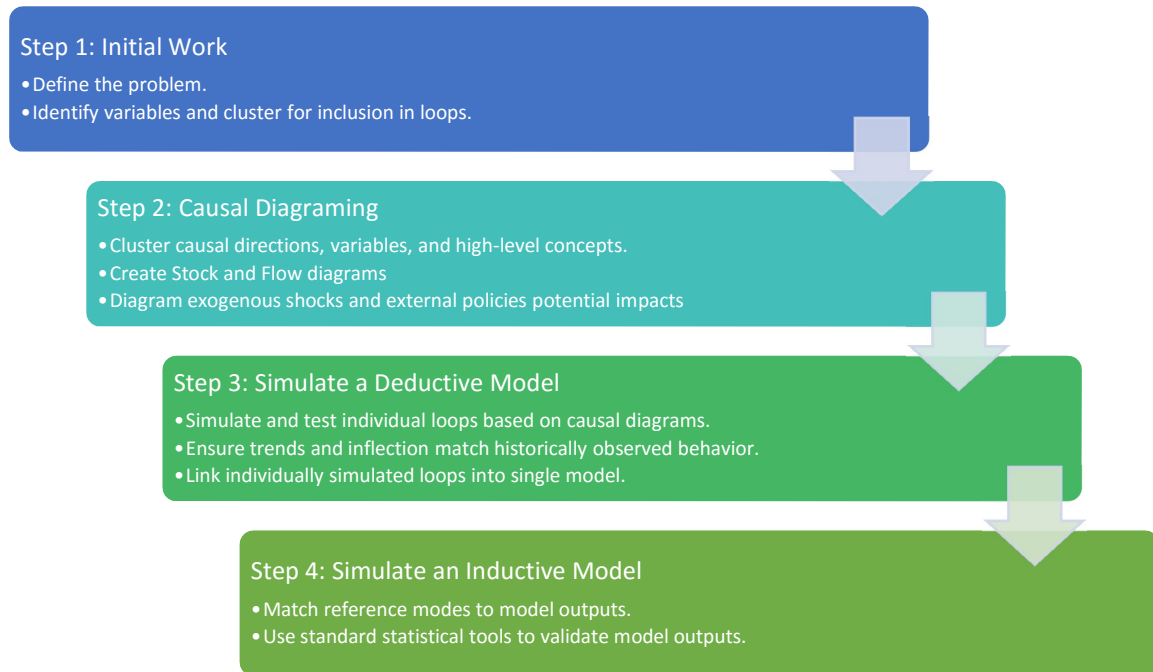 Step 1: Initial Work
•Define the problem.
•Identify variables and cluster for inclusion in loops.
Step 2: Causal Diagraming
•Cluster causal directions, variables, and high-level concepts.
•Create Stock and Flow diagrams
•Diagram exogenous shocks and external policies potential impacts
Step 3: Simulate a Deductive Model
•Simulate and test individual loops based on causal diagrams.
•Ensure trends and inflection match historically observed behavior.
•Link individually simulated loops into single model.
Step 4: Simulate an Inductive Model
•Match reference modes to model outputs.
•Use standard statistical tools to validate model outputs.